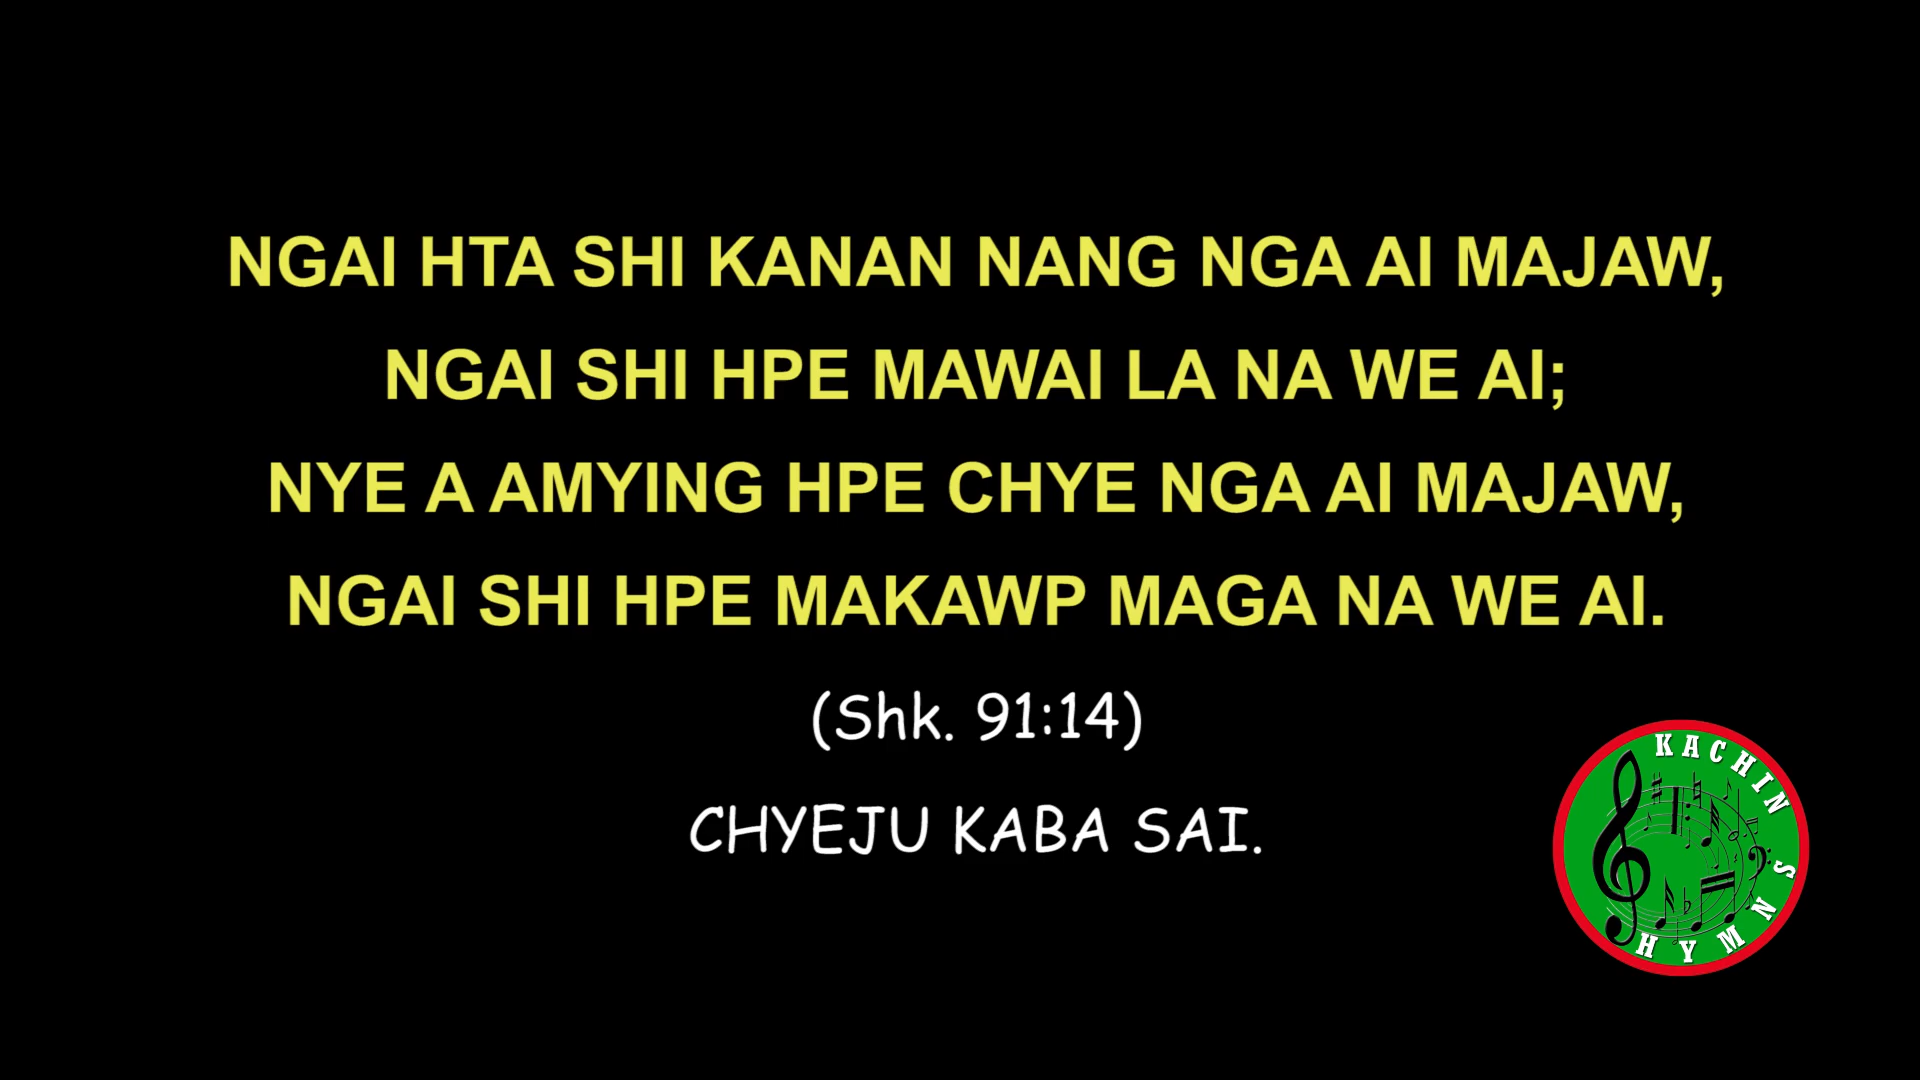 NGAI HTA SHI KANAN NANG NGA AI MAJAW,
NGAI SHI HPE MAWAI LA NA WE AI;
NYE A AMYING HPE CHYE NGA AI MAJAW,
NGAI SHI HPE MAKAWP MAGA NA WE AI.
(Shk. 91:14)
CHYEJU KABA SAI.
KACHIN
HYMNS